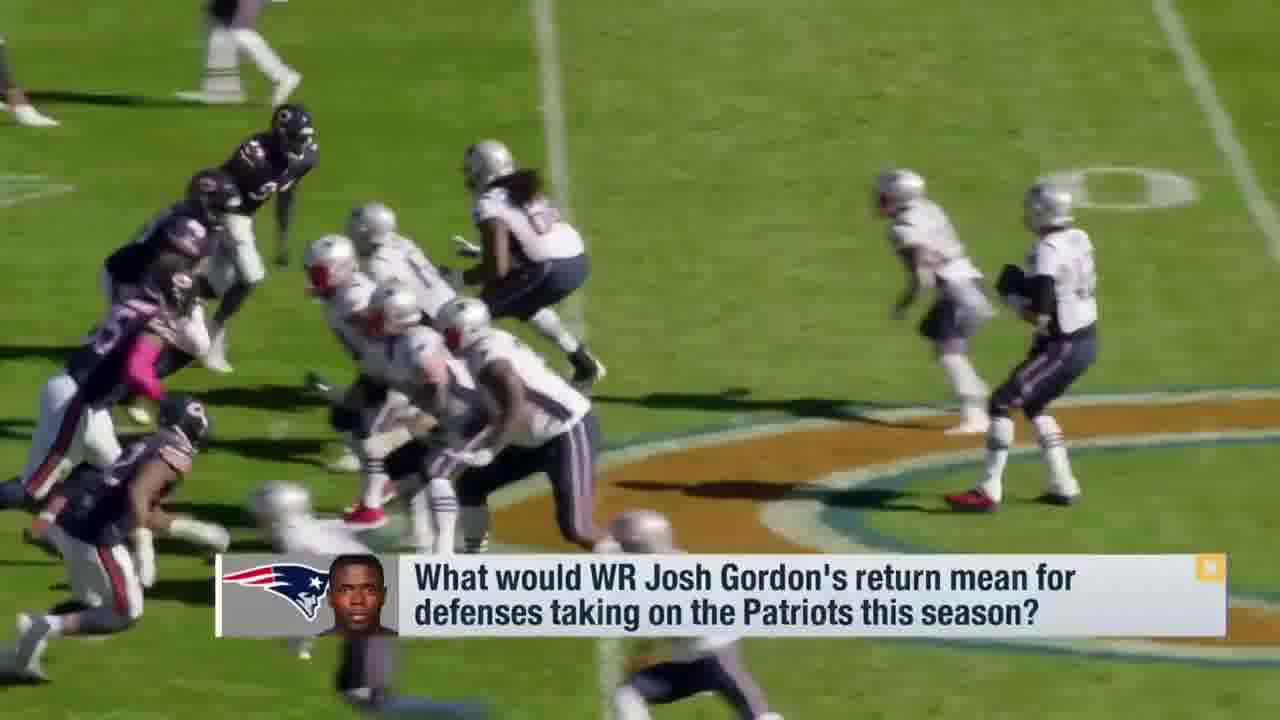 What would WR Josh Gordon's return mean for
defenses taking on the Patriots this season?